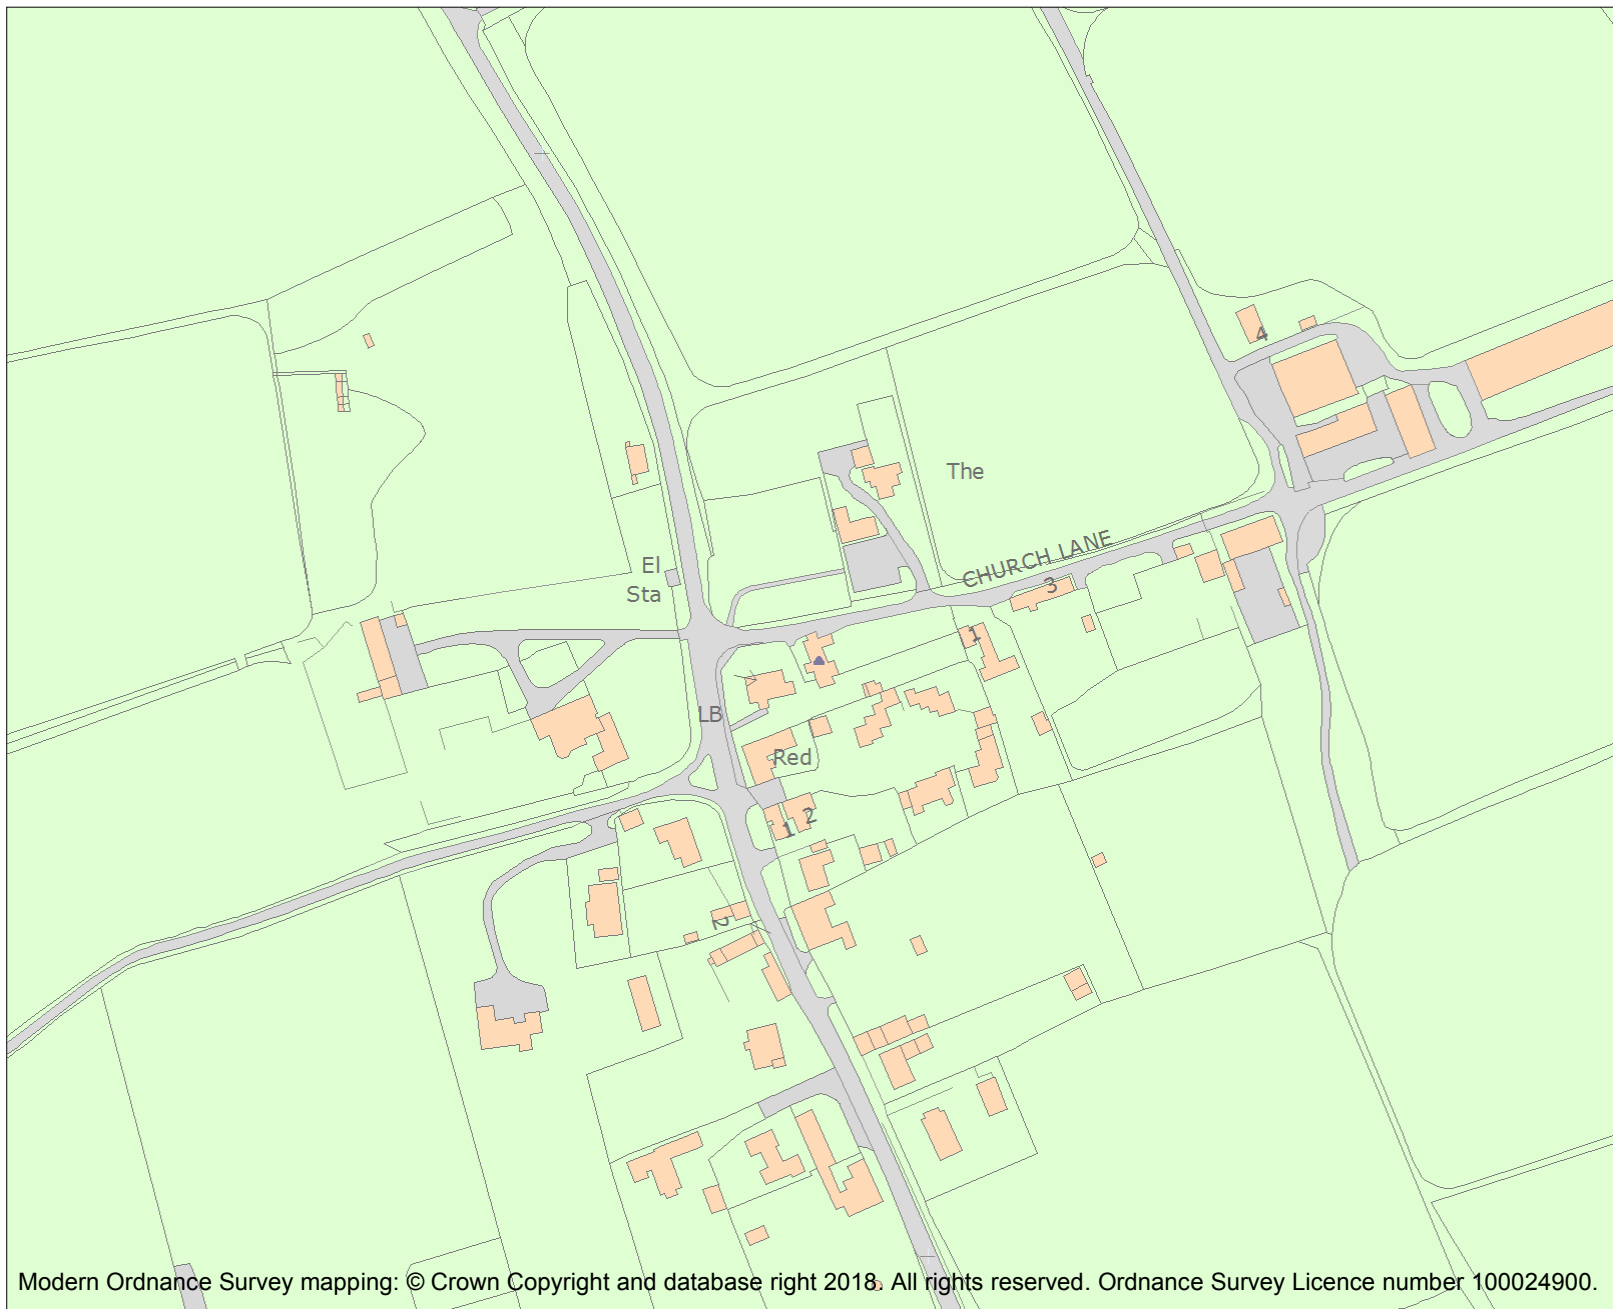 4
The
CHURCH LANE
El
Sta
3
1
LB
Red
2
1
2
Modern Ordnance Survey mapping: © Crown Copyright and database right 2018. All rights reserved. Ordnance Survey Licence number 100024900.